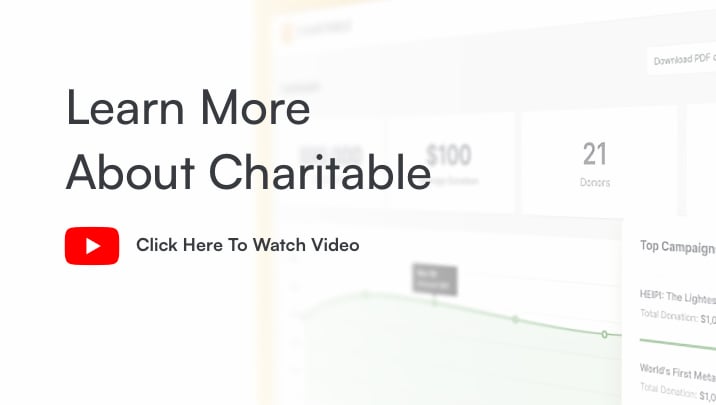 Learn More
About Charitable
Click Here To Watch Video
Download PDF
$100
21
Donors
Top Campaign
HEIPI: The Lightes
Total Donation: $1,0
World's First Meta
Total Donation: $1,0